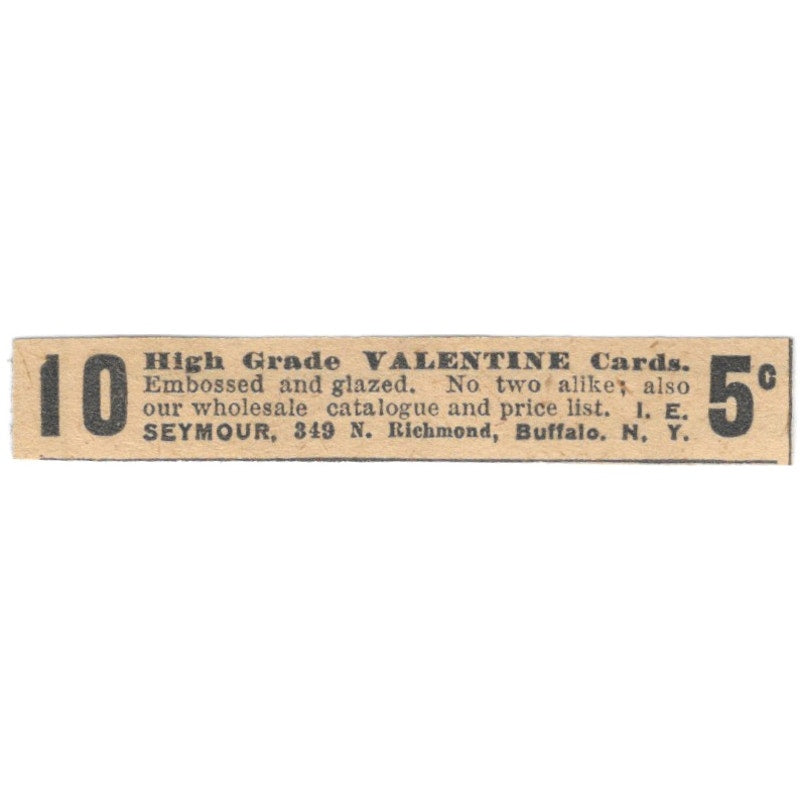 10 High Grade VALENTINE Cards. 5c
Embossed and glazed. No two alike; also
our wholesale catalogue and price list. I. E.
SEYMOUR, 349 N. Richmond, Buffalo. N. Y.